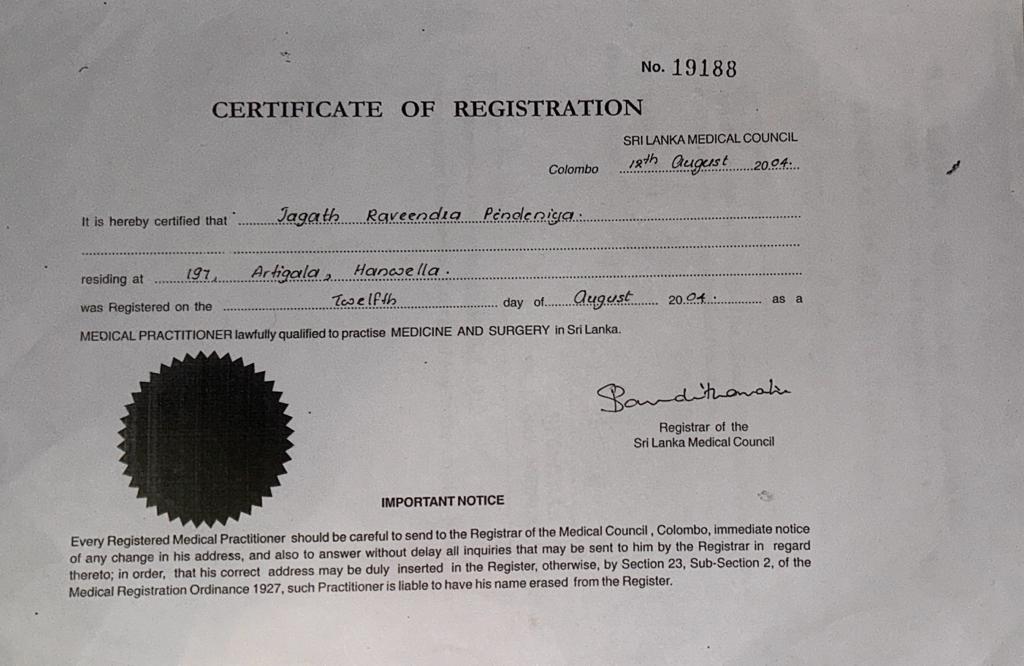 No. 19188
CERTIFICATE OF REGISTRATION
SRI LANKA MEDICAL COUNCIL
Colombo 12th August 2004.
It is hereby certified that Jagath Raveendra Pindeniya.
residing at 197, Artigala, Hanwella.
was Registered on the Twelfth day of August 2004. as a
MEDICAL PRACTITIONER lawfully qualified to practise MEDICINE AND SURGERY in Sri Lanka.
Registrar of the
Sri Lanka Medical Council
IMPORTANT NOTICE
Every Registered Medical Practitioner should be careful to send to the Registrar of the Medical Council , Colombo, immediate notice
of any change in his address, and also to answer without delay all inquiries that may be sent to him by the Registrar in regard
thereto; in order, that his correct address may be duly inserted in the Register, otherwise, by Section 23, Sub-Section 2, of the
Medical Registration Ordinance 1927, such Practitioner is liable to have his name erased from the Register.